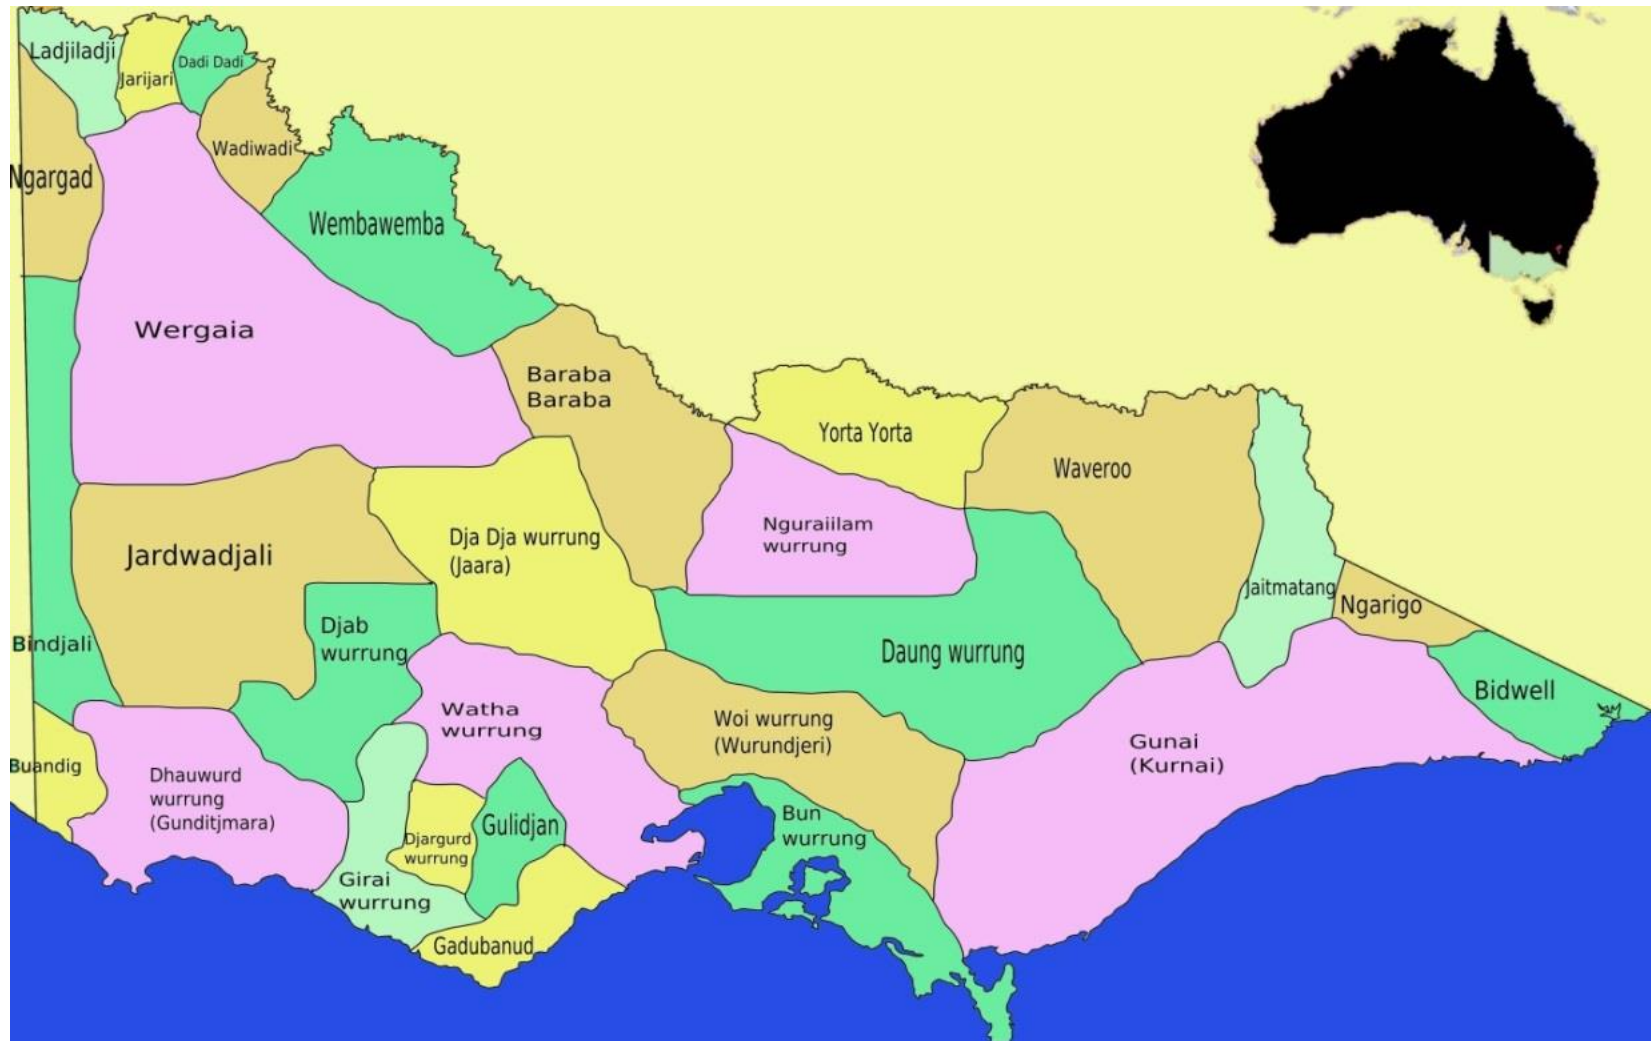 Ladjiladji
Jarijari
Dadi Dadi
Ngargad
Wadiwadi
Wembawemba
Wergaia
Baraba
Baraba
Yorta Yorta
Waveroo
Jardwadjali
Dja Dja wurrung
(Jaara)
Nguraiilam
wurrung
Jaitmatang
Ngarigo
Bindjali
Djab
wurrung
Daung wurrung
Bidwell
Watha
wurrung
Woi wurrung
(Wurundjeri)
Gunai
(Kurnai)
Buandig
Dhauwurd
wurrung
(Gunditjmara)
Djargurd
wurrung
Gulidjan
Bun
wurrung
Girai
wurrung
Gadubanud